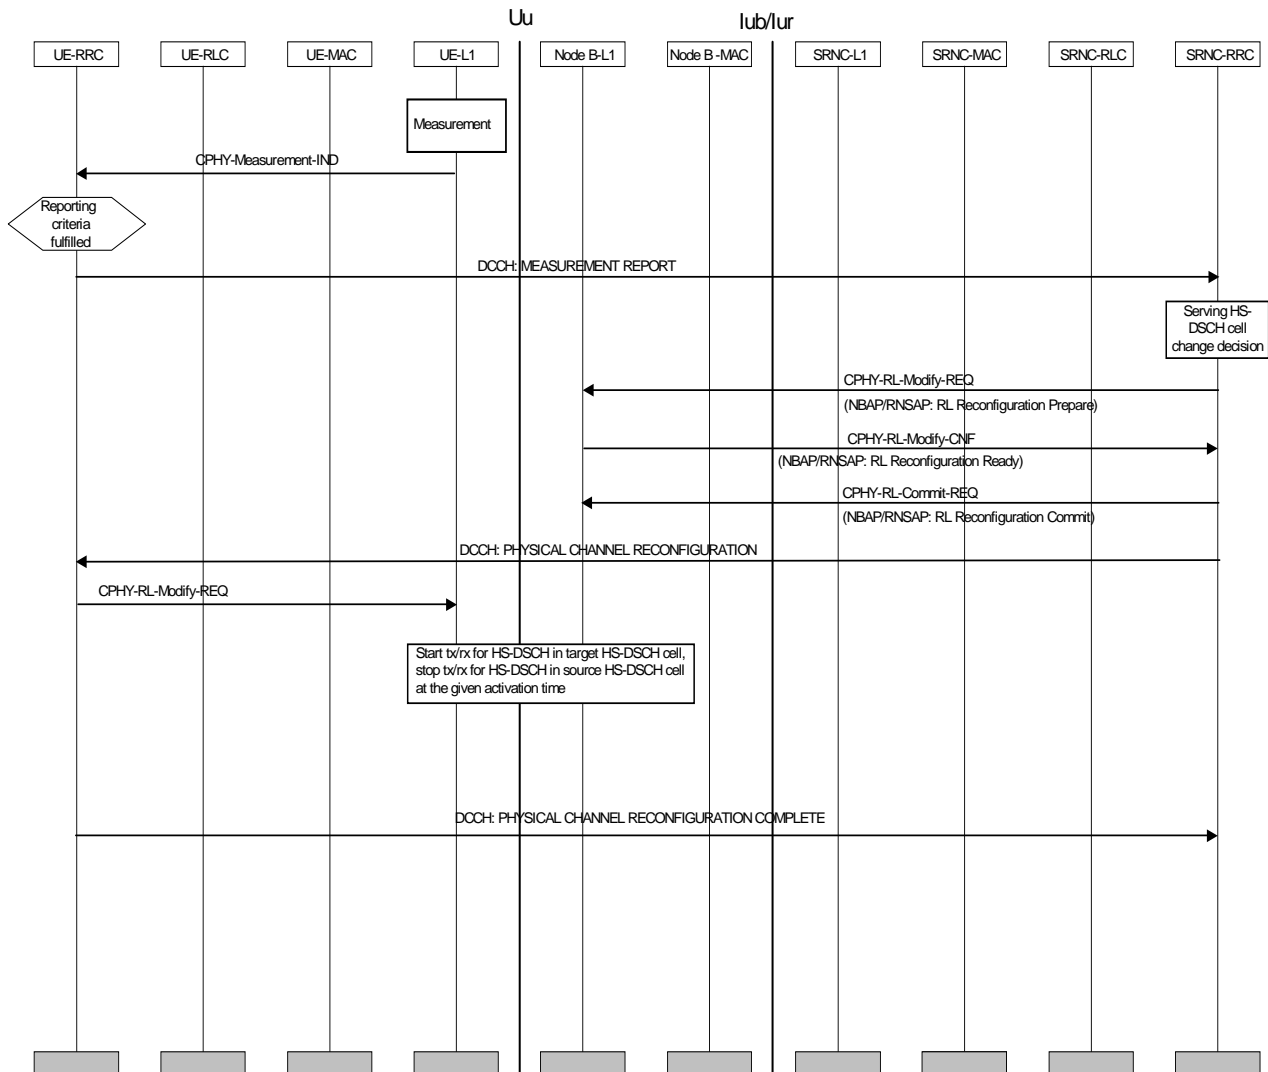 Uu
Iub/Iur
UE-RRC
UE-RLC
UE-MAC
UE-L1
Node B-L1
Node B -MAC
SRNC-L1
SRNC-MAC
SRNC-RLC
SRNC-RRC
Measurement
CPHY-Measurement-IND
Reporting
criteria
fulfilled
DCCH: MEASUREMENT REPORT
Serving HS-
DSCH cell
change decision
CPHY-RL-Modify-REQ
(NBAP/RNSAP: RL Reconfiguration Prepare)
CPHY-RL-Modify-CNF
(NBAP/RNSAP: RL Reconfiguration Ready)
CPHY-RL-Commit-REQ
(NBAP/RNSAP: RL Reconfiguration Commit)
DCCH: PHYSICAL CHANNEL RECONFIGURATION
CPHY-RL-Modify-REQ
Start tx/rx for HS-DSCH in target HS-DSCH cell,
stop tx/rx for HS-DSCH in source HS-DSCH cell
at the given activation time
DCCH: PHYSICAL CHANNEL RECONFIGURATION COMPLETE